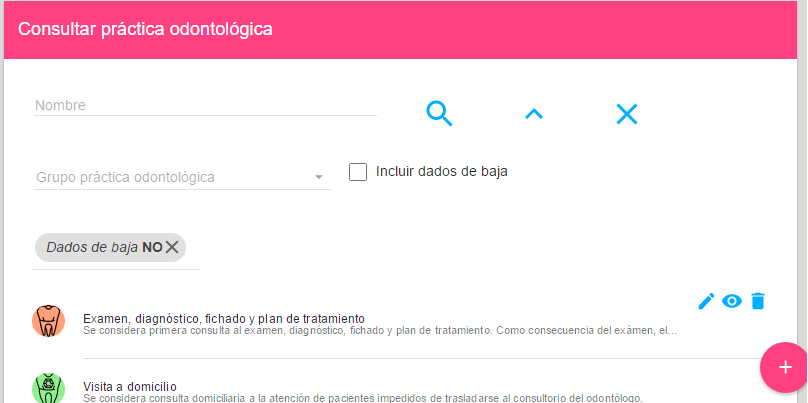 Consultar práctica odontológica
Nombre
Grupo práctica odontológica
Incluir dados de baja
Dados de baja NO
Examen, diagnóstico, fichado y plan de tratamiento
Se considera primera consulta al examen, diagnóstico, fichado y plan de tratamiento. Como consecuencia del exámen, el...
Visita a domicilio
Se considera consulta domiciliaria a la atención de pacientes impedidos de trasladarse al consultorio del odontólogo.